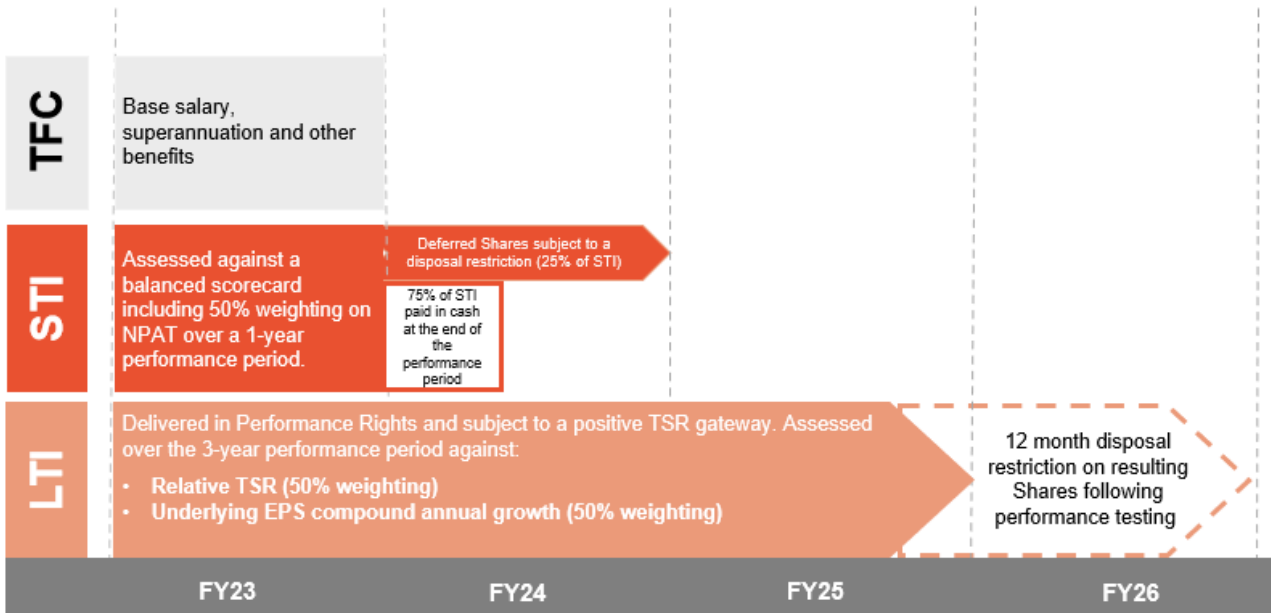 TFC
Base salary,
superannuation and other
benefits
STI
Assessed against a
balanced scorecard
including 50% weighting on
NPAT over a 1-year
performance period.
Deferred Shares subject to a
disposal restriction (25% of STI)
75% of STI
paid in cash
at the end of
the
performance
period
LTI
Delivered in Performance Rights and subject to a positive TSR gateway. Assessed
over the 3-year performance period against:
• Relative TSR (50% weighting)
• Underlying EPS compound annual growth (50% weighting)
12 month disposal
restriction on resulting
Shares following
performance testing
FY23 FY24 FY25 FY26